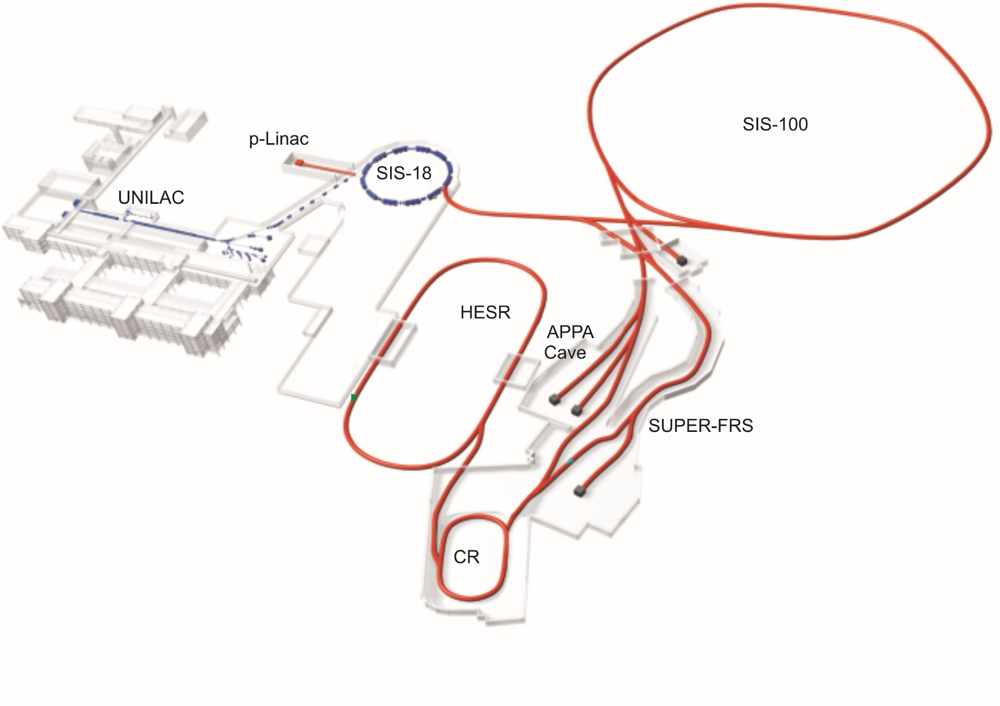 SIS-100
p-Linac
SIS-18
UNILAC
HESR
APPA
Cave
SUPER-FRS
CR